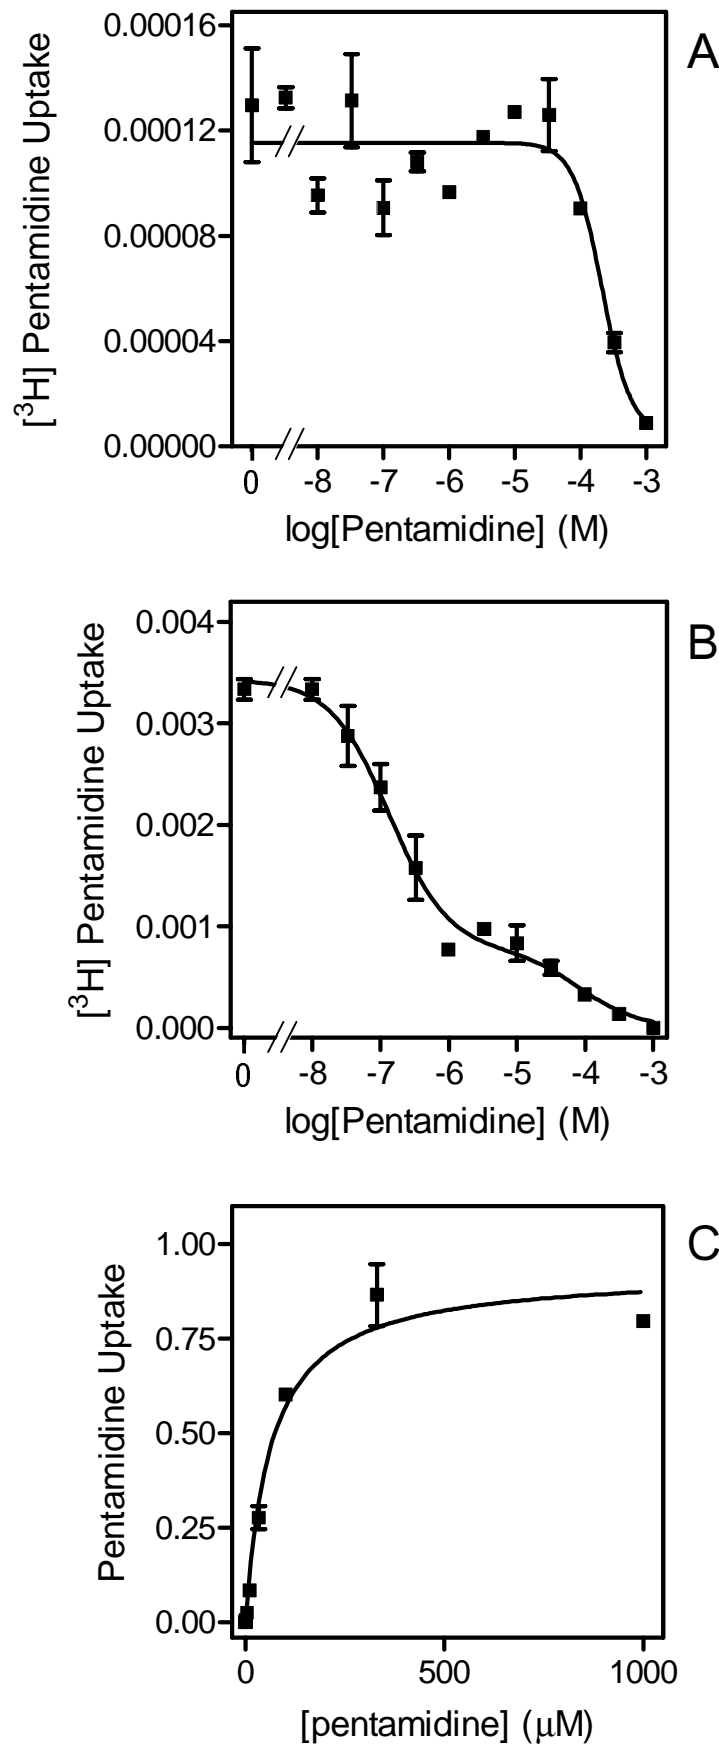 A
[³H] Pentamidine Uptake
0.00016
0.00012
0.00008
0.00004
0.00000
0 -8 -7 -6 -5 -4 -3
log[Pentamidine] (M)
B
[³H] Pentamidine Uptake
0.004
0.003
0.002
0.001
0.000
0 -8 -7 -6 -5 -4 -3
log[Pentamidine] (M)
C
Pentamidine Uptake
1.00
0.75
0.50
0.25
0.00
0 500 1000
[pentamidine] (μM)